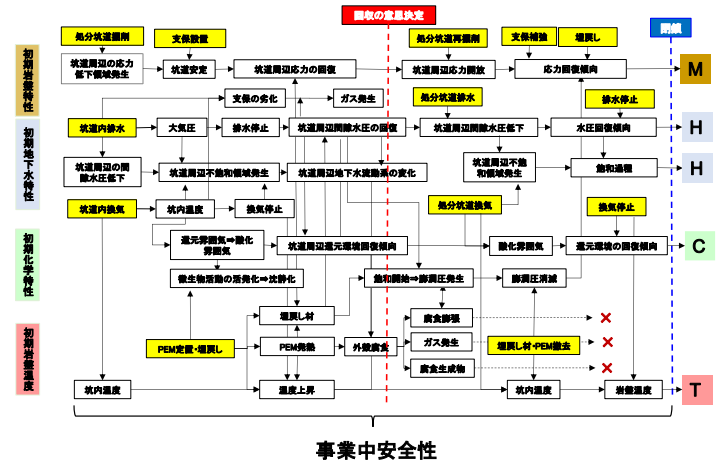 回収の意思決定
閉鎖
処分坑道掘削
支保設置
処分坑道再掘削
支保補強
埋戻し
初期岩盤特性
坑道周辺の応力
低下領域発生
坑道安定
坑道周辺応力の回復
坑道周辺応力開放
応力回復傾向
M
支保の劣化
ガス発生
処分坑道排水
排水停止
初期地下水特性
坑道内排水
大気圧
排水停止
坑道周辺間隙水圧の回復
坑道周辺間隙水圧低下
水圧回復傾向
H
坑道周辺の間
隙水圧低下
坑道周辺不飽和領域発生
坑道周辺地下水流動系の変化
坑道周辺不飽
和領域発生
飽和過程
H
坑道内換気
坑内温度
換気停止
処分坑道換気
換気停止
初期化学特性
還元雰囲気⇒酸化
雰囲気
坑道周辺還元環境回復傾向
酸化雰囲気
還元環境の回復傾向
C
微生物活動の活発化⇒沈静化
飽和開始⇒膨潤圧発生
膨潤圧消滅
初期岩盤温度
埋戻し材
腐食膨張
PEM定置・埋戻し
PEM発熱
外殻腐食
ガス発生
埋戻し材・PEM撤去
腐食生成物
坑内温度
温度上昇
坑内温度
岩盤温度
T
事業中安全性